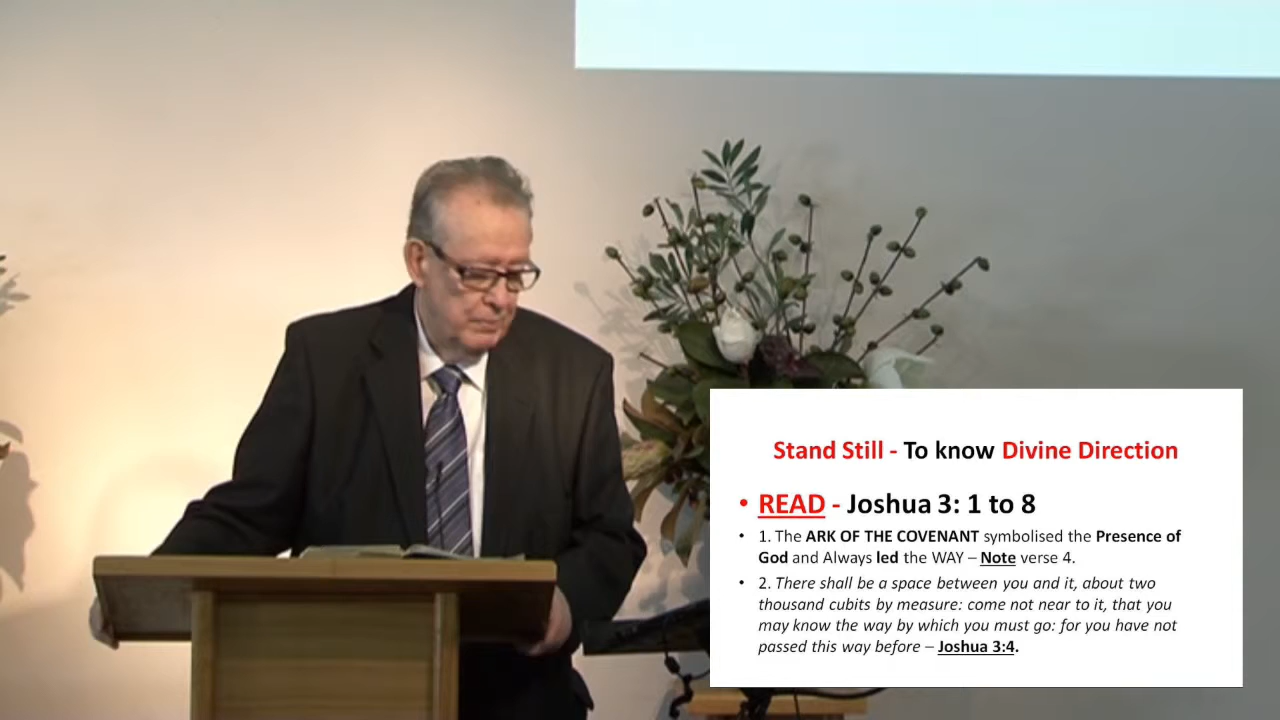 Stand Still - To know Divine Direction
• READ - Joshua 3: 1 to 8
• 1. The ARK OF THE COVENANT symbolised the Presence of
God and Always led the WAY – Note verse 4.
• 2. There shall be a space between you and it, about two
thousand cubits by measure: come not near to it, that you
may know the way by which you must go: for you have not
passed this way before – Joshua 3:4.